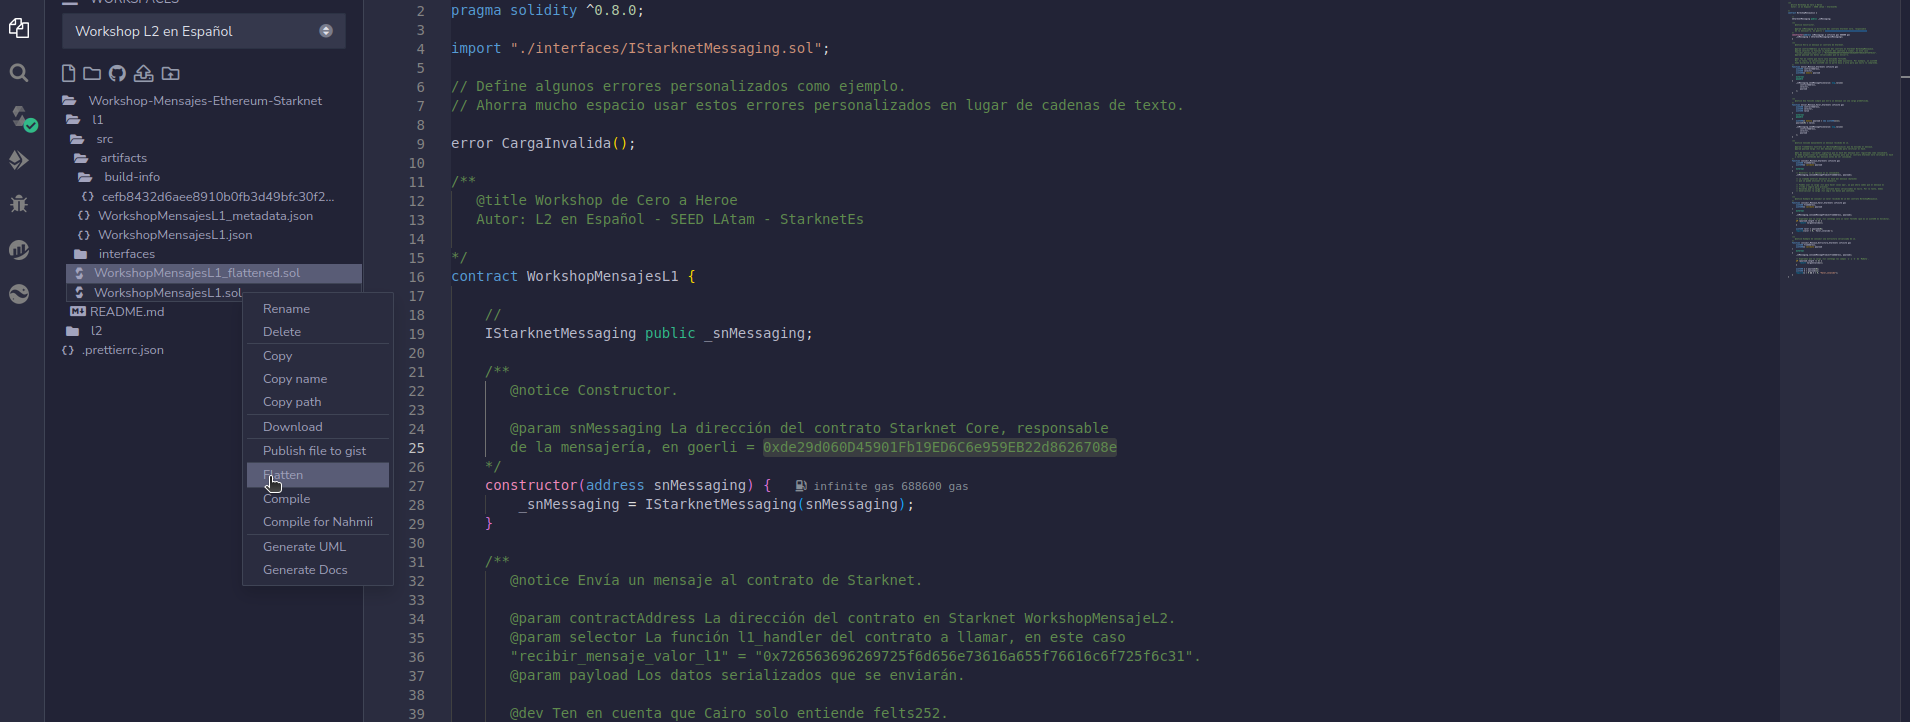 WORKSPACES
Workshop L2 en Español
Workshop-Mensajes-Ethereum-Starknet
l1
src
artifacts
build-info
cefb8432d6aee8910b0fb3d49bfc30f2...
WorkshopMensajesL1_metadata.json
WorkshopMensajesL1.json
interfaces
WorkshopMensajesL1_flattened.sol
WorkshopMensajesL1.sol
README.md
l2
.prettierrc.json
Rename
Delete
Copy
Copy name
Copy path
Download
Publish file to gist
Flatten
Compile
Compile for Nahmii
Generate UML
Generate Docs
2 pragma solidity ^0.8.0;
3
4 import "./interfaces/IStarknetMessaging.sol";
5
6 // Define algunos errores personalizados como ejemplo.
7 // Ahorra mucho espacio usar estos errores personalizados en lugar de cadenas de texto.
8
9 error CargaInvalida();
10
11 /**
12 @title Workshop de Cero a Heroe
13 Autor: L2 en Español - SEED LAtam - StarknetEs
14
15 */
16 contract WorkshopMensajesL1 {
17
18 //
19 IStarknetMessaging public _snMessaging;
20
21 /**
22 @notice Constructor.
23
24 @param snMessaging La dirección del contrato Starknet Core, responsable
25 de la mensajería, en goerli = 0xde29d060D45901Fb19ED6C6e959EB22d8626708e
26 */
27 constructor(address snMessaging) { infinite gas 688600 gas
28 _snMessaging = IStarknetMessaging(snMessaging);
29 }
30
31 /**
32 @notice Envía un mensaje al contrato de Starknet.
33
34 @param contractAddress La dirección del contrato en Starknet WorkshopMensajeL2.
35 @param selector La función l1_handler del contrato a llamar, en este caso
36 "recibir_mensaje_valor_l1" = "0x726563696269725f6d656e73616a655f76616c6f725f6c31".
37 @param payload Los datos serializados que se enviarán.
38
39 @dev Ten en cuenta que Cairo solo entiende felts252.